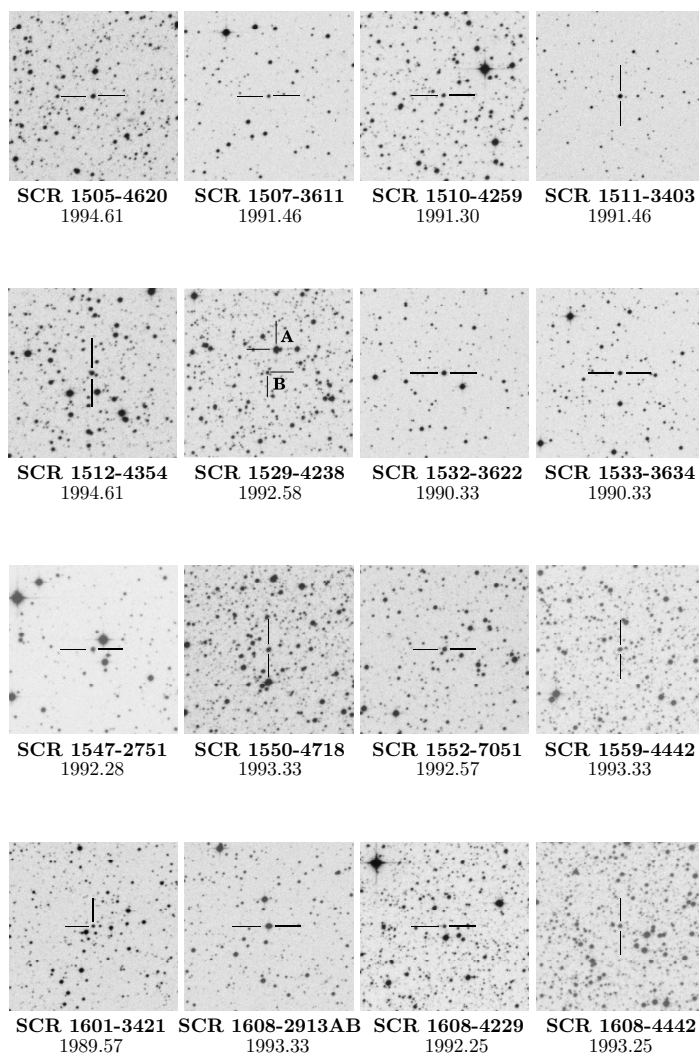 SCR 1505-4620 SCR 1507-3611 SCR 1510-4259 SCR 1511-3403
1994.61 1991.46 1991.30 1991.46
A
B
SCR 1512-4354 SCR 1529-4238 SCR 1532-3622 SCR 1533-3634
1994.61 1992.58 1990.33 1990.33
SCR 1547-2751 SCR 1550-4718 SCR 1552-7051 SCR 1559-4442
1992.28 1993.33 1992.57 1993.33
SCR 1601-3421 SCR 1608-2913AB SCR 1608-4229 SCR 1608-4442
1989.57 1993.33 1992.25 1993.25